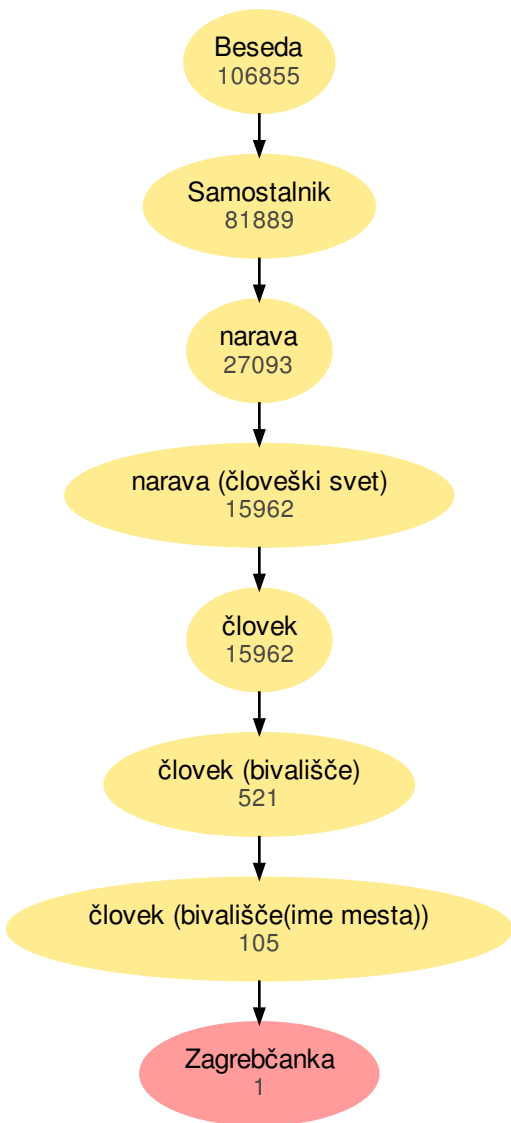 Beseda
106855
Samostalnik
81889
narava
27093
narava (človeški svet)
15962
človek
15962
človek (bivališče)
521
človek (bivališče(ime mesta))
105
Zagrebčanka
1